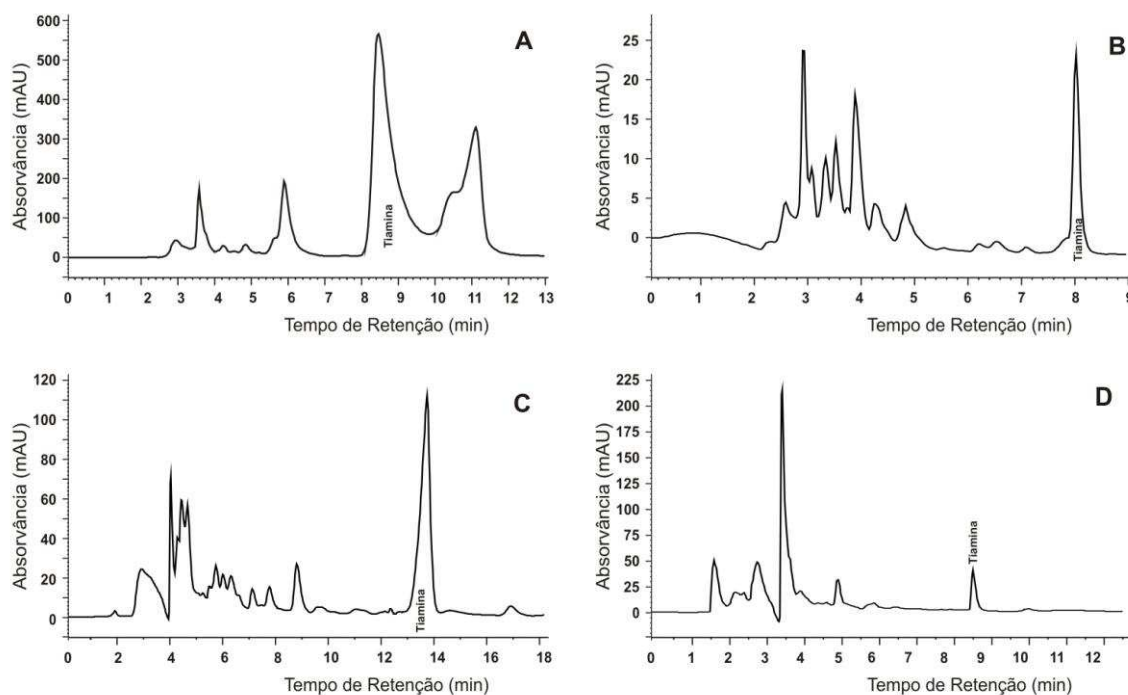 A
Absorvância (mAU)
600
500
400
300
200
100
0
Tiamina
0 1 2 3 4 5 6 7 8 9 10 11 12 13
Tempo de Retenção (min)
B
Absorvância (mAU)
25
20
15
10
5
0
Tiamina
0 1 2 3 4 5 6 7 8 9
Tempo de Retenção (min)
C
Absorvância (mAU)
120
100
80
60
40
20
0
Tiamina
0 2 4 6 8 10 12 14 16 18
Tempo de Retenção (min)
D
Absorvância (mAU)
225
200
175
150
125
100
75
50
25
0
Tiamina
0 1 2 3 4 5 6 7 8 9 10 11 12
Tempo de Retenção (min)